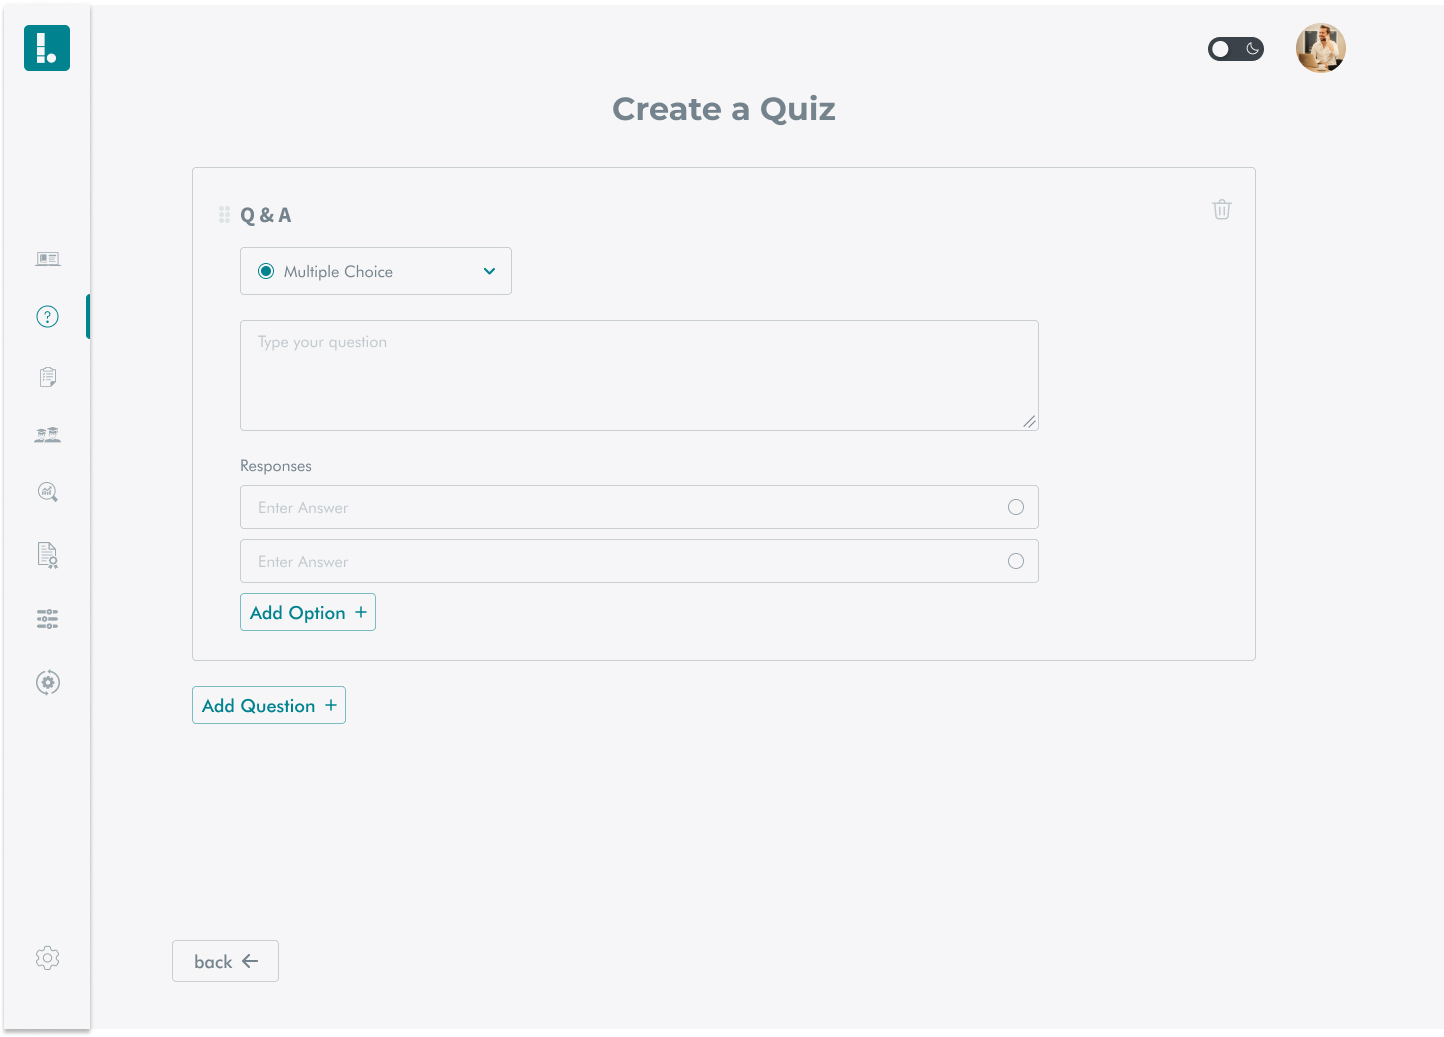 Create a Quiz
Q & A
Multiple Choice
Type your question
Responses
Enter Answer
Enter Answer
Add Option +
Add Question +
back ←